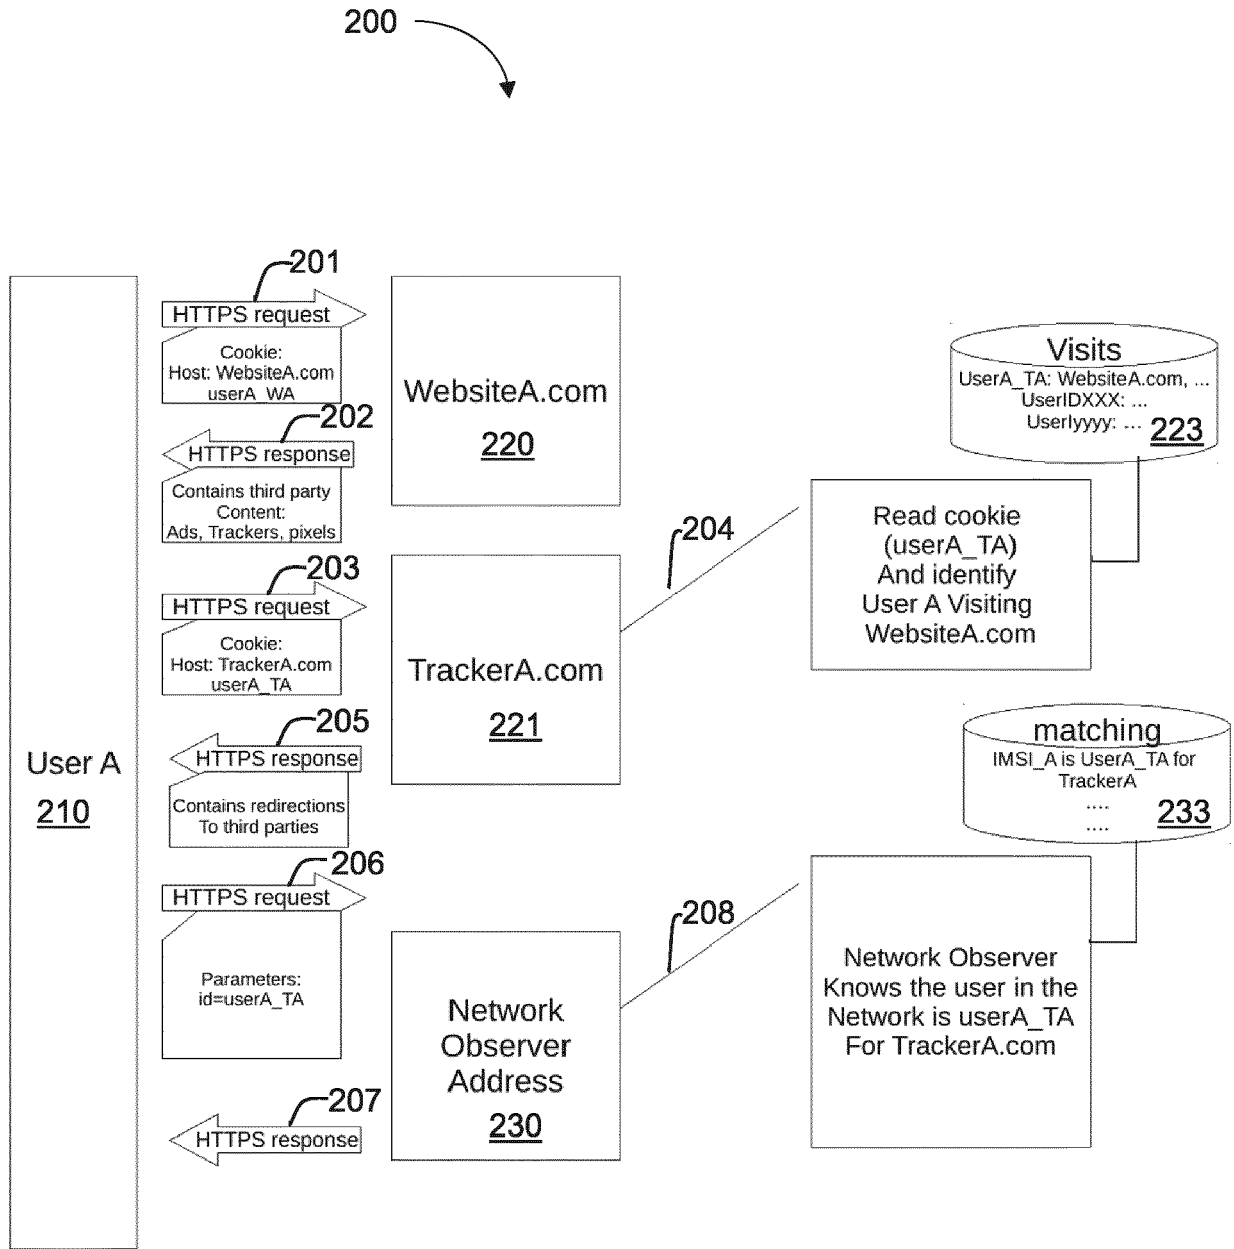 200
201
HTTPS request
Cookie:
Host: WebsiteA.com
userA_WA
202
HTTPS response
Contains third party
Content:
Ads, Trackers, pixels
203
HTTPS request
Cookie:
Host: TrackerA.com
userA_TA
205
HTTPS response
Contains redirections
To third parties
206
HTTPS request
Parameters:
id=userA_TA
207
HTTPS response
User A
210
WebsiteA.com
220
TrackerA.com
221
Network
Observer
Address
230
204
208
Visits
UserA_TA: WebsiteA.com, ...
UserIDXXX: ...
UserIyyyy: ...
223
Read cookie
(userA_TA)
And identify
User A Visiting
WebsiteA.com
matching
IMSI_A is UserA_TA for
TrackerA
....
....
233
Network Observer
Knows the user in the
Network is userA_TA
For TrackerA.com